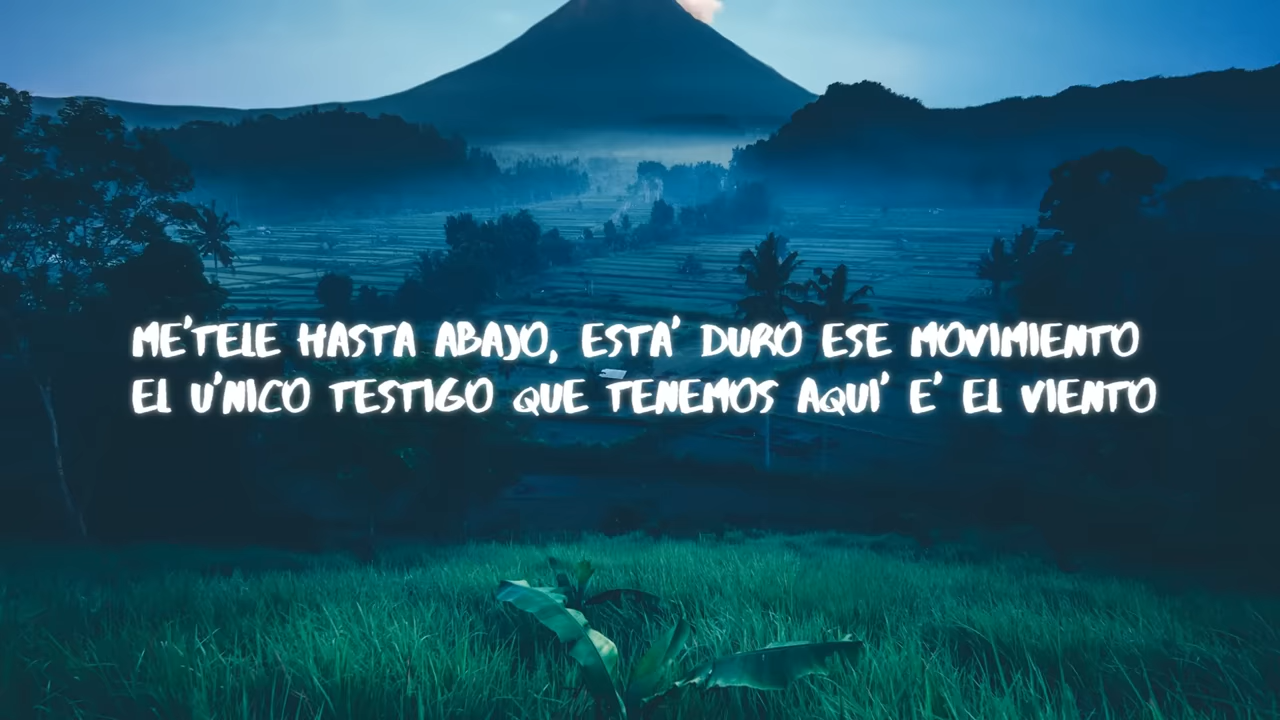 ME'TELE HASTA ABAJO, ESTA' DURO ESE MOVIMIENTO
EL U'NICO TESTIGO QUE TENEMOS AQUI' E' EL VIENTO